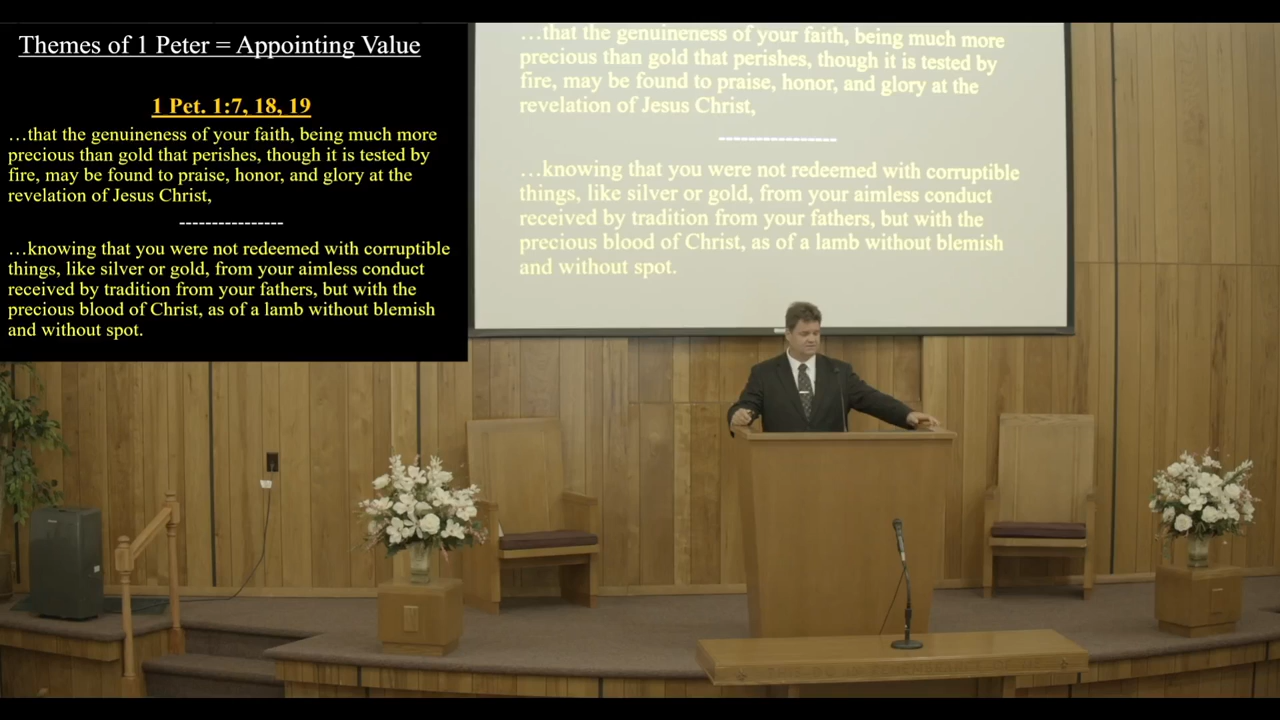 Themes of 1 Peter = Appointing Value
1 Pet. 1:7, 18, 19
…that the genuineness of your faith, being much more
precious than gold that perishes, though it is tested by
fire, may be found to praise, honor, and glory at the
revelation of Jesus Christ,
----------------
…knowing that you were not redeemed with corruptible
things, like silver or gold, from your aimless conduct
received by tradition from your fathers, but with the
precious blood of Christ, as of a lamb without blemish
and without spot.
…that the genuineness of your faith, being much more
precious than gold that perishes, though it is tested by
fire, may be found to praise, honor, and glory at the
revelation of Jesus Christ,
----------------
…knowing that you were not redeemed with corruptible
things, like silver or gold, from your aimless conduct
received by tradition from your fathers, but with the
precious blood of Christ, as of a lamb without blemish
and without spot.